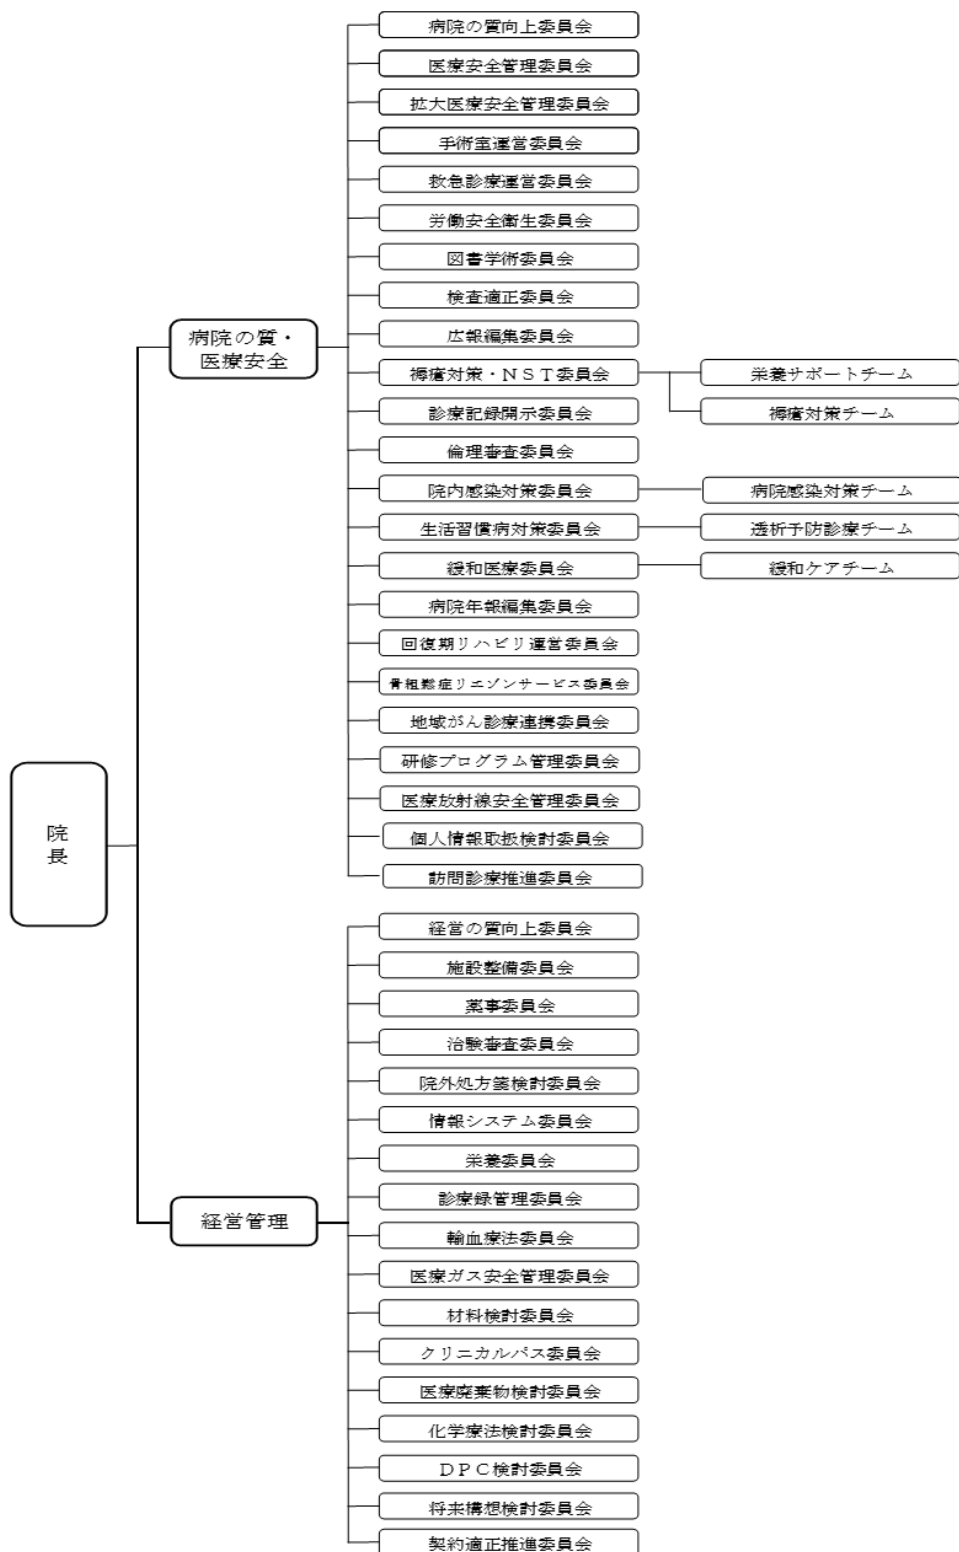 病院の質向上委員会
医療安全管理委員会
拡大医療安全管理委員会
手術室運営委員会
救急診療運営委員会
労働安全衛生委員会
図書学術委員会
検査適正委員会
広報編集委員会
病院の質・
医療安全
褥瘡対策・NST委員会
栄養サポートチーム
褥瘡対策チーム
診療記録開示委員会
倫理審査委員会
院内感染対策委員会
病院感染対策チーム
生活習慣病対策委員会
透析予防診療チーム
緩和医療委員会
緩和ケアチーム
病院年報編集委員会
回復期リハビリ運営委員会
骨粗鬆症リエゾンサービス委員会
地域がん診療連携委員会
研修プログラム管理委員会
医療放射線安全管理委員会
個人情報取扱検討委員会
訪問診療推進委員会
院
長
経営の質向上委員会
施設整備委員会
薬事委員会
治験審査委員会
院外処方箋検討委員会
情報システム委員会
栄養委員会
診療録管理委員会
経営管理
輸血療法委員会
医療ガス安全管理委員会
材料検討委員会
クリニカルパス委員会
医療廃棄物検討委員会
化学療法検討委員会
DPC検討委員会
将来構想検討委員会
契約適正推進委員会